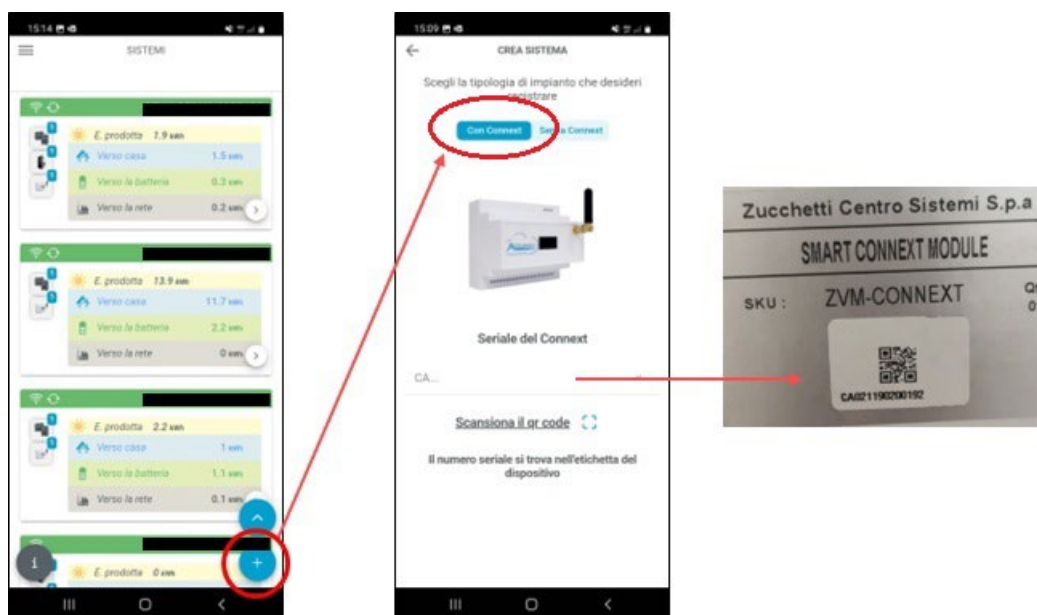 15:14
SISTEMI
E. prodotta 7.9 kWh
Verso casa 1.5 kWh
Verso la batteria 0.3 kWh
Verso la rete 0.2 kWh
E. prodotta 13.9 kWh
Verso casa 11.7 kWh
Verso la batteria 2.2 kWh
Verso la rete 0 kWh
E. prodotta 2.2 kWh
Verso casa 1 kWh
Verso la batteria 1.1 kWh
Verso la rete 0.1 kWh
E. prodotta 0 kWh
15:09
CREA SISTEMA
Scegli la tipologia di impianto che desideri
registrare
Con Connext Senza Connext
Seriale del Connext
CA...
Scansiona il qr code
Il numero seriale si trova nell'etichetta del
dispositivo
Zucchetti Centro Sistemi S.p.a
SMART CONNEXT MODULE
SKU : ZVM-CONNEXT
CA021190200192